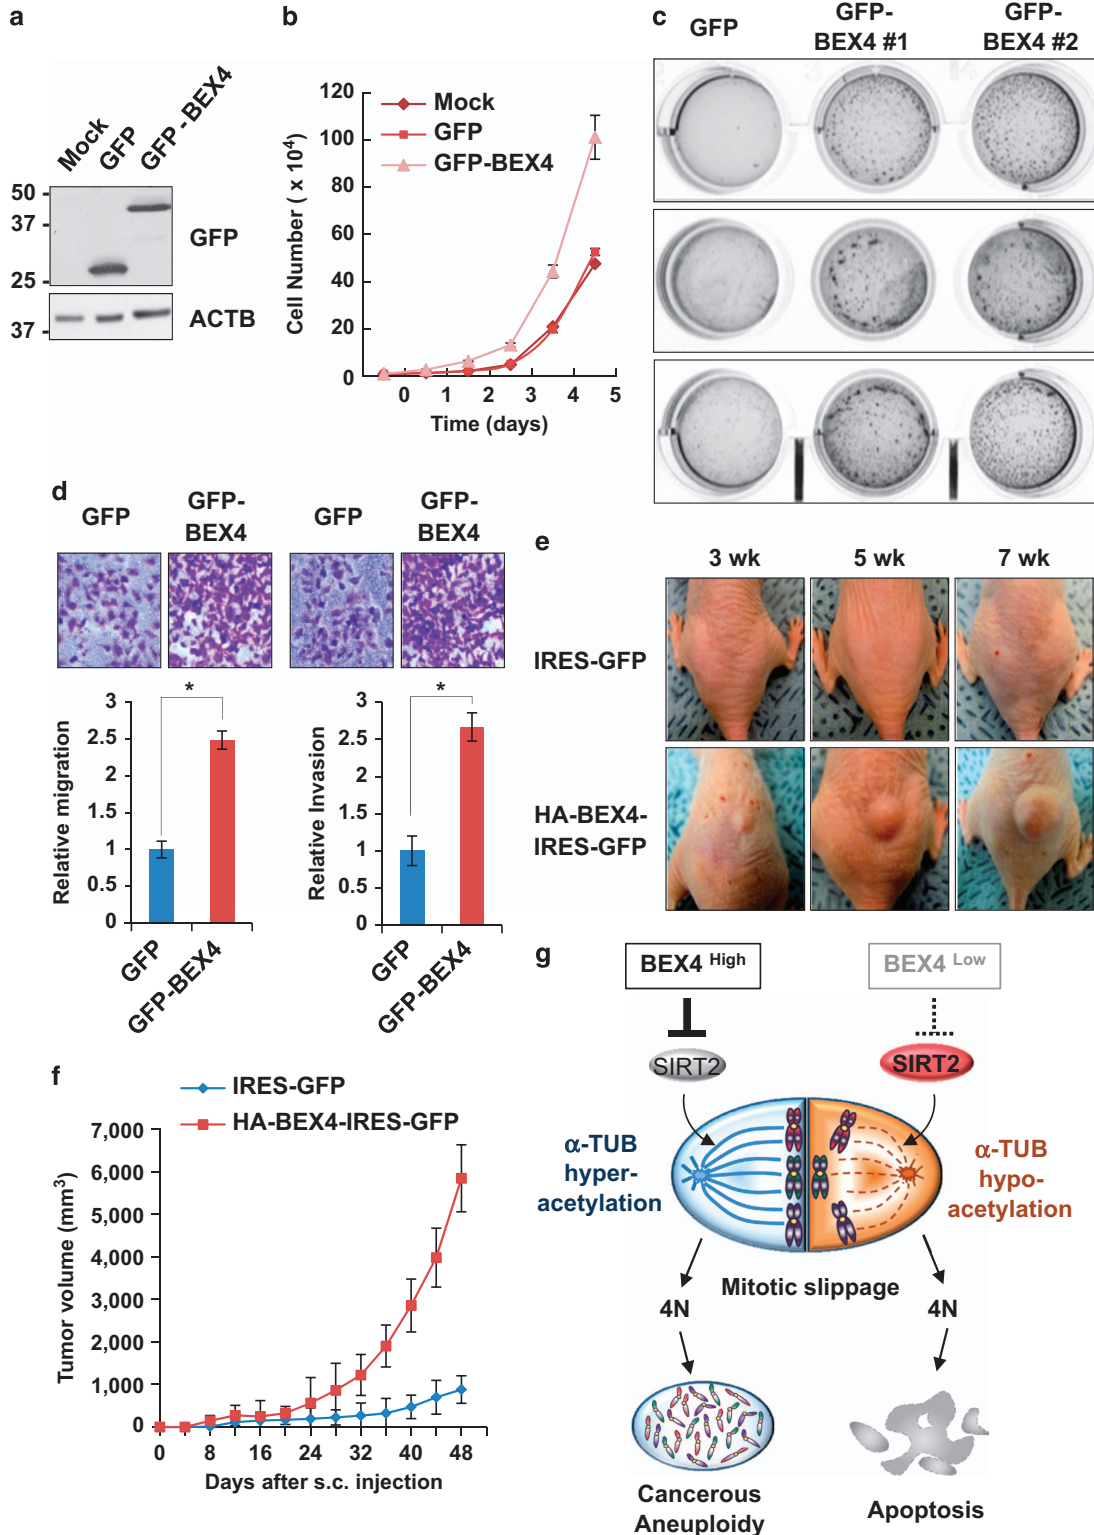 a
Mock
GFP
GFP-BEX4
50
37
25
GFP
37
ACTB
b
120
100
80
60
40
20
0
Cell Number ( x 10⁴)
Mock
GFP
GFP-BEX4
0 1 2 3 4 5
Time (days)
c
GFP
GFP-
BEX4 #1
GFP-
BEX4 #2
d
GFP
GFP-
BEX4
GFP
GFP-
BEX4
3
2.5
2
1.5
1
0.5
0
Relative migration
*
GFP
GFP-BEX4
3
2.5
2
1.5
1
0.5
0
Relative Invasion
*
GFP
GFP-BEX4
e
3 wk
5 wk
7 wk
IRES-GFP
HA-BEX4-
IRES-GFP
f
IRES-GFP
HA-BEX4-IRES-GFP
7,000
6,000
5,000
4,000
3,000
2,000
1,000
0
Tumor volume (mm³)
0 8 16 24 32 40 48
Days after s.c. injection
g
BEX4 High
BEX4 Low
SIRT2
SIRT2
α-TUB
hyper-
acetylation
α-TUB
hypo-
acetylation
Mitotic slippage
4N
4N
Cancerous
Aneuploidy
Apoptosis